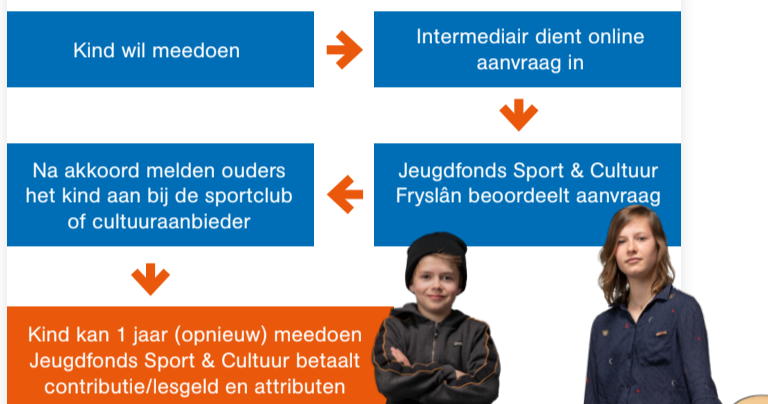 Kind wil meedoen
Intermediair dient online
aanvraag in
Jeugdfonds Sport & Cultuur
Fryslân beoordeelt aanvraag
Na akkoord melden ouders
het kind aan bij de sportclub
of cultuuraanbieder
Kind kan 1 jaar (opnieuw) meedoen
Jeugdfonds Sport & Cultuur betaalt
contributie/lesgeld en attributen